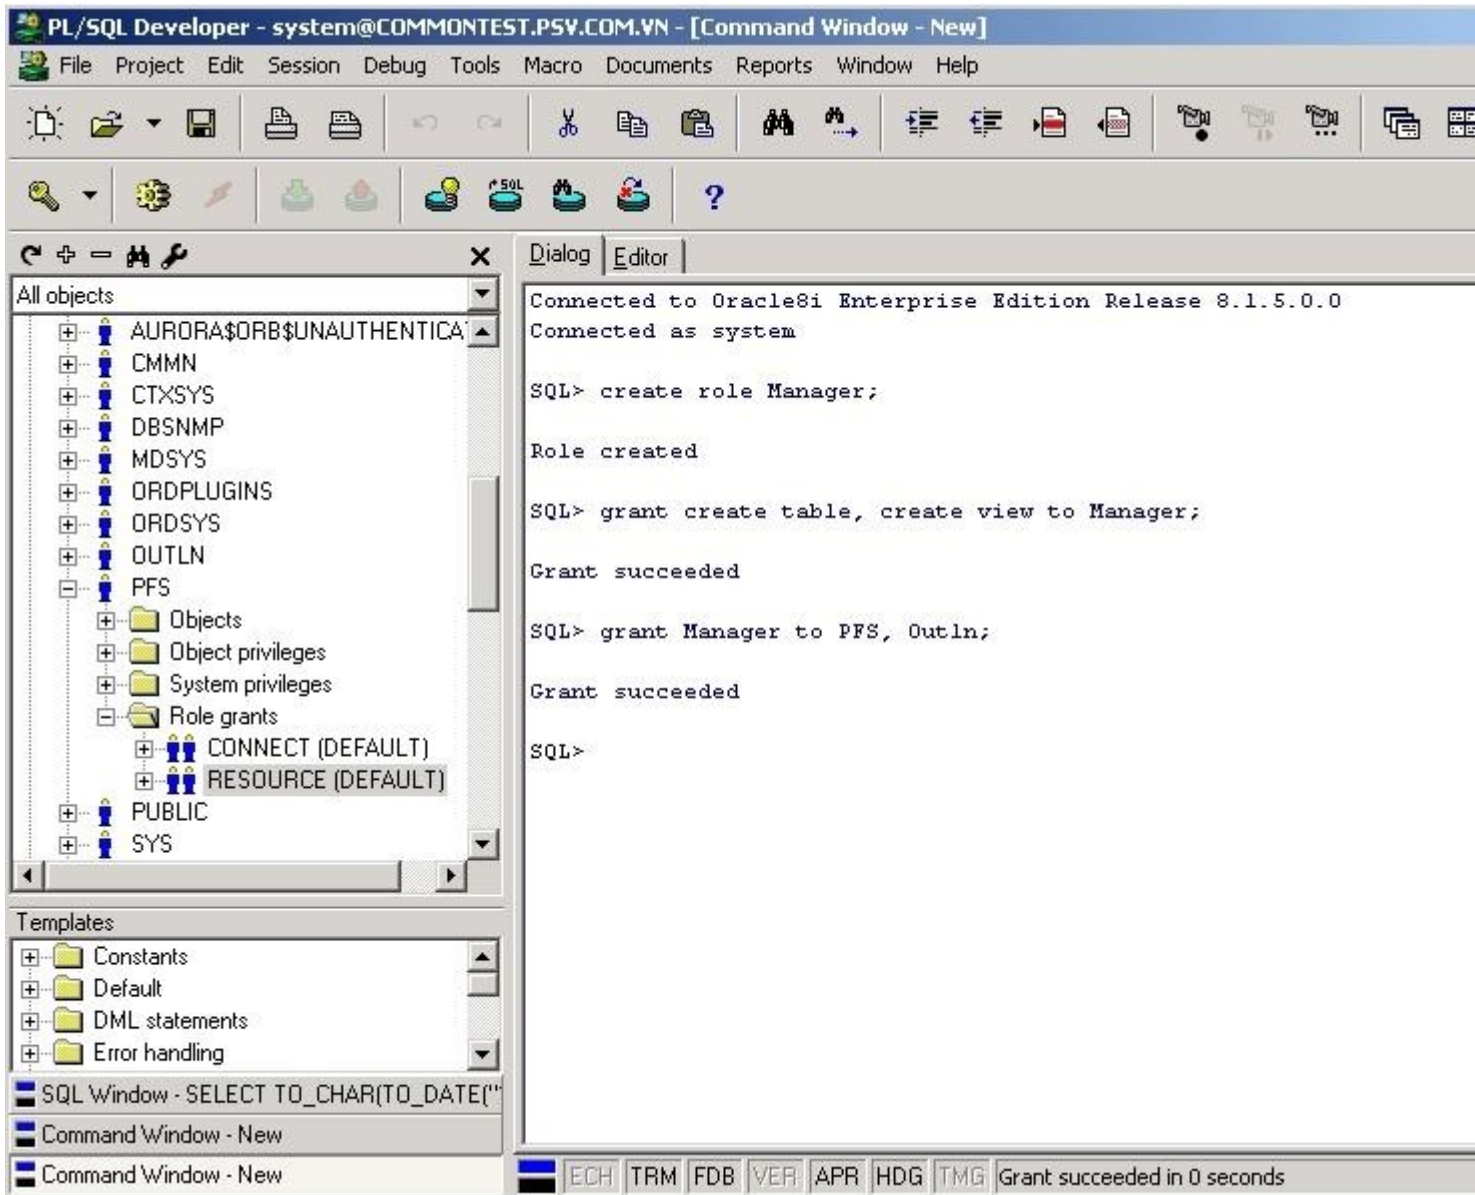 PL/SQL Developer - system@COMMONTEST.PSV.COM.VN - [Command Window - New]
File Project Edit Session Debug Tools Macro Documents Reports Window Help
SQL
?
All objects
AURORA$ORB$UNAUTHENTICA
CMMN
CTXSYS
DBSNMP
MDSYS
ORDPLUGINS
ORDSYS
OUTLN
PFS
Objects
Object privileges
System privileges
Role grants
CONNECT (DEFAULT)
RESOURCE (DEFAULT)
PUBLIC
SYS
Templates
Constants
Default
DML statements
Error handling
SQL Window - SELECT TO_CHAR(TO_DATE("
Command Window - New
Command Window - New
Dialog Editor
Connected to Oracle8i Enterprise Edition Release 8.1.5.0.0
Connected as system
SQL> create role Manager;
Role created
SQL> grant create table, create view to Manager;
Grant succeeded
SQL> grant Manager to PFS, Outln;
Grant succeeded
SQL>
ECH TRM FDB VER APR HDG TMG Grant succeeded in 0 seconds